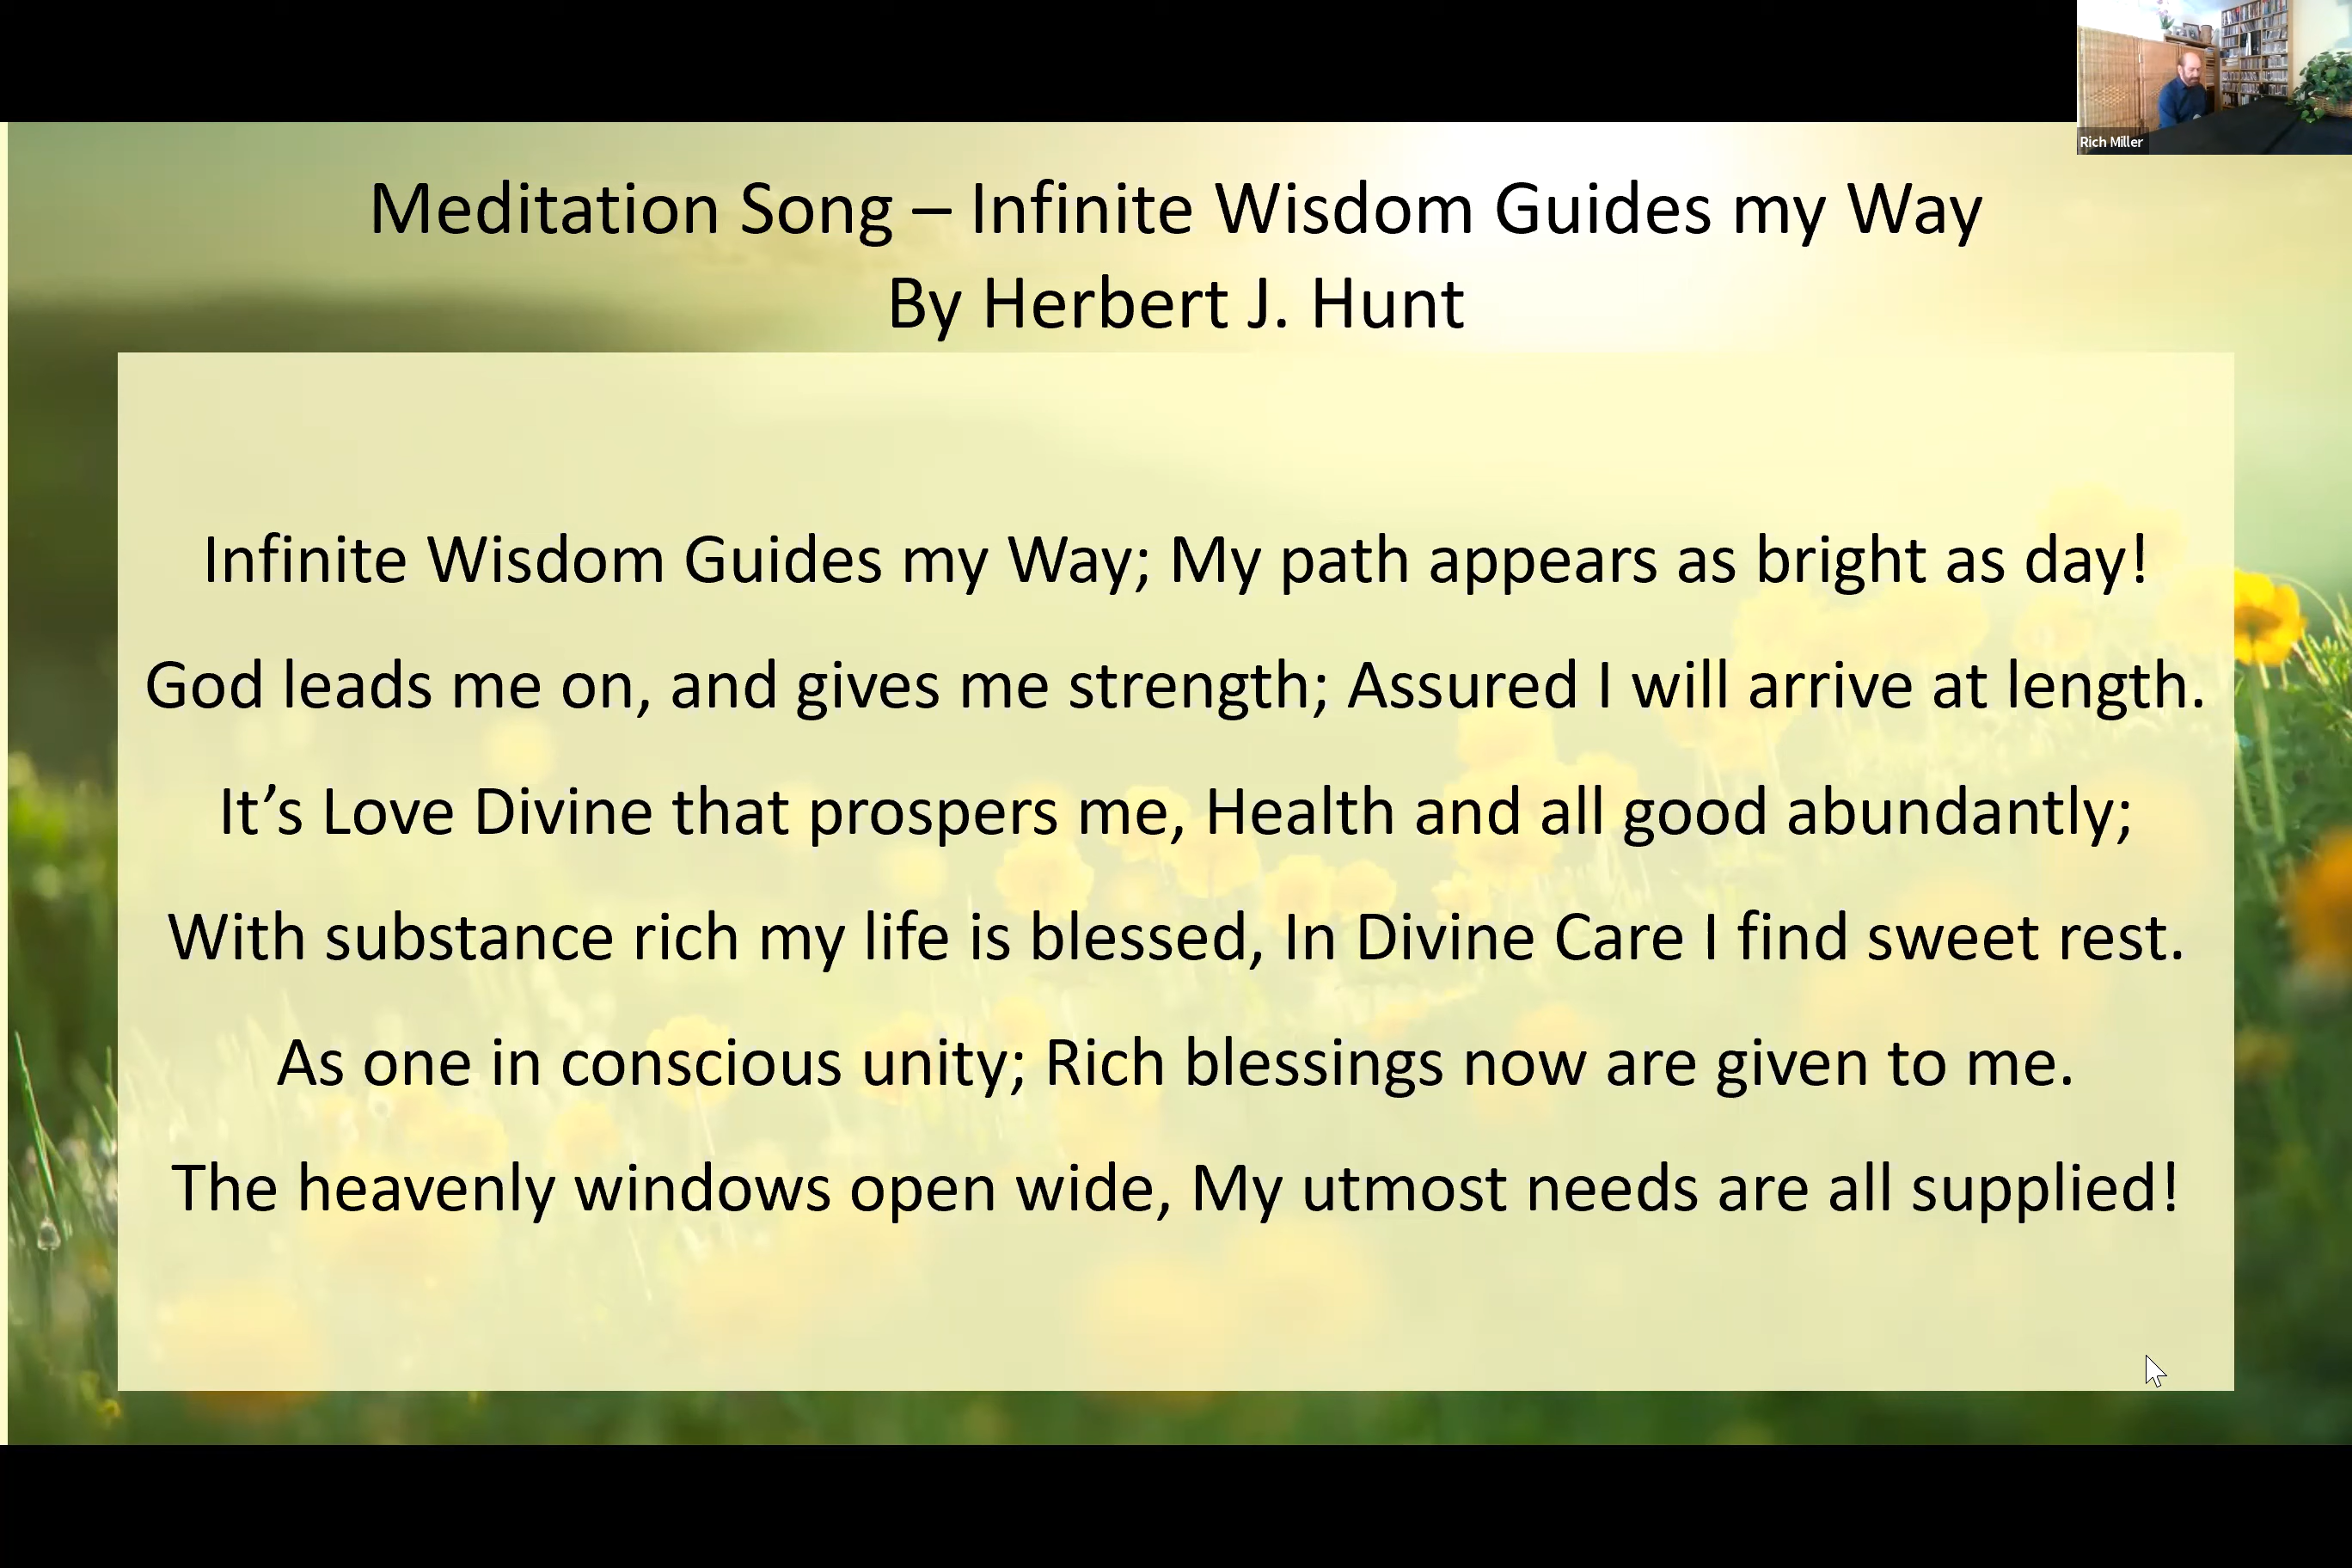 Rich Miller
Meditation Song – Infinite Wisdom Guides my Way
By Herbert J. Hunt
Infinite Wisdom Guides my Way; My path appears as bright as day!
God leads me on, and gives me strength; Assured I will arrive at length.
It’s Love Divine that prospers me, Health and all good abundantly;
With substance rich my life is blessed, In Divine Care I find sweet rest.
As one in conscious unity; Rich blessings now are given to me.
The heavenly windows open wide, My utmost needs are all supplied!